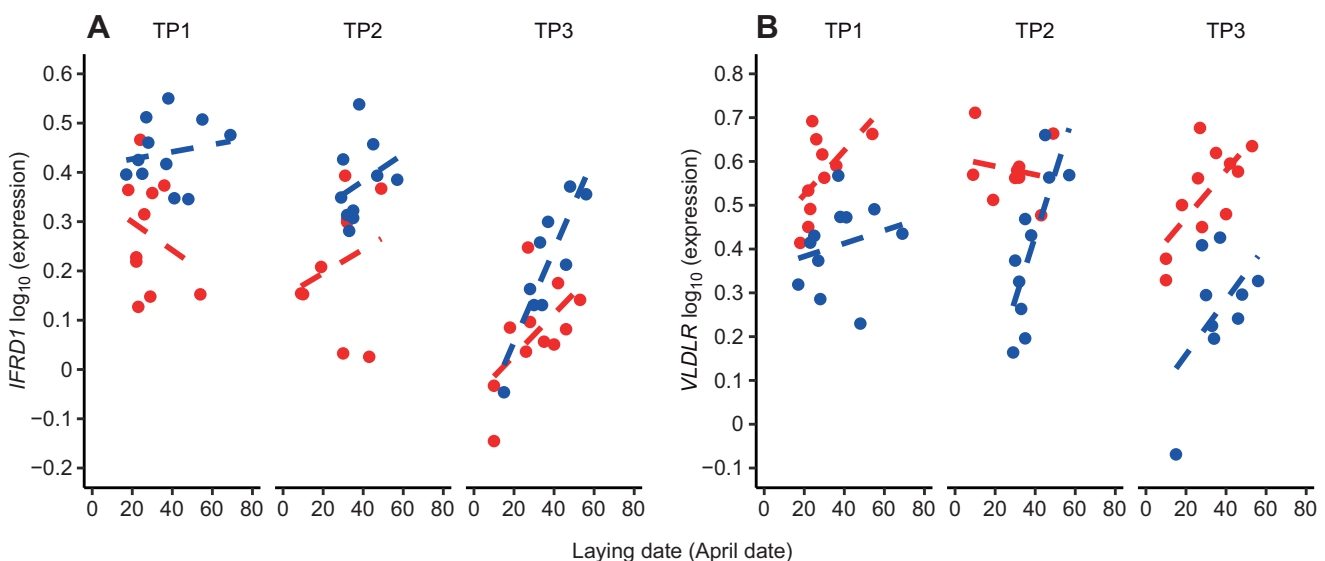 A
TP1 TP2 TP3
IFRD1 log10 (expression)
0.6
0.5
0.4
0.3
0.2
0.1
0
−0.1
−0.2
0 20 40 60 80 0 20 40 60 80 0 20 40 60 80
B
TP1 TP2 TP3
VLDLR log10 (expression)
0.8
0.7
0.6
0.5
0.4
0.3
0.2
0.1
0
−0.1
0 20 40 60 80 0 20 40 60 80 0 20 40 60 80
Laying date (April date)